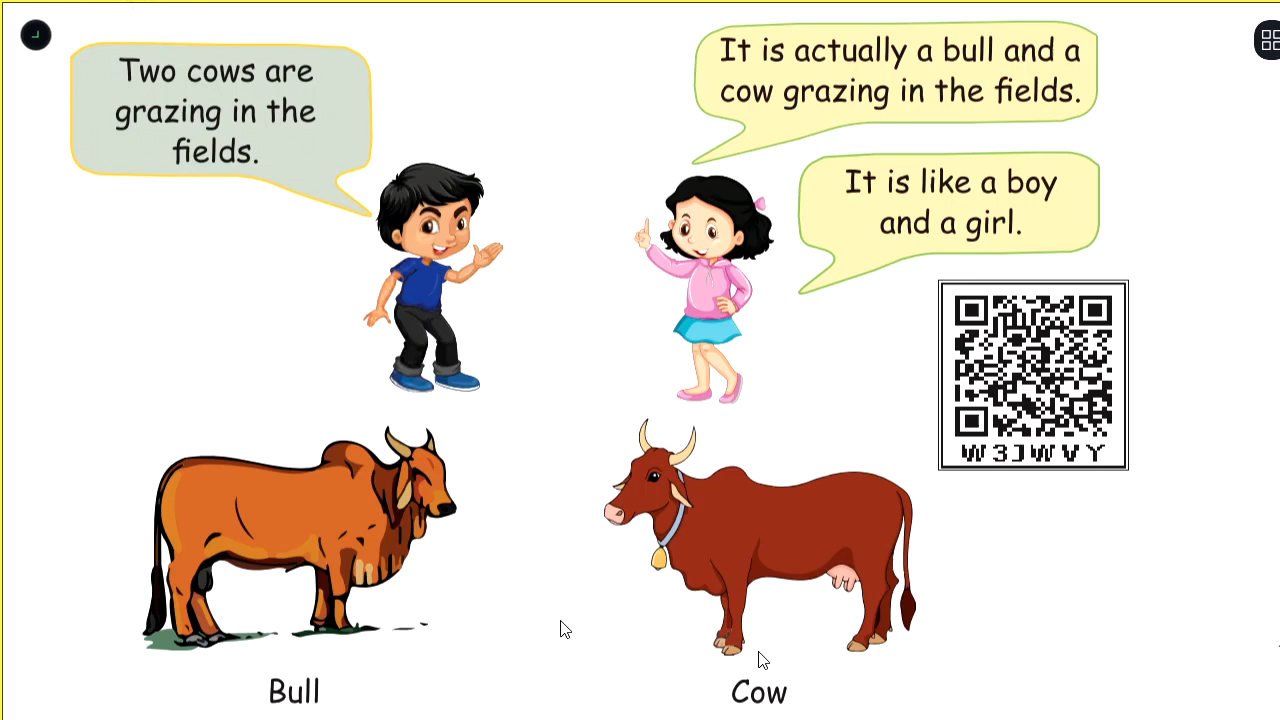 Two cows are
grazing in the
fields.
It is actually a bull and a
cow grazing in the fields.
It is like a boy
and a girl.
W3JWVY
Bull
Cow